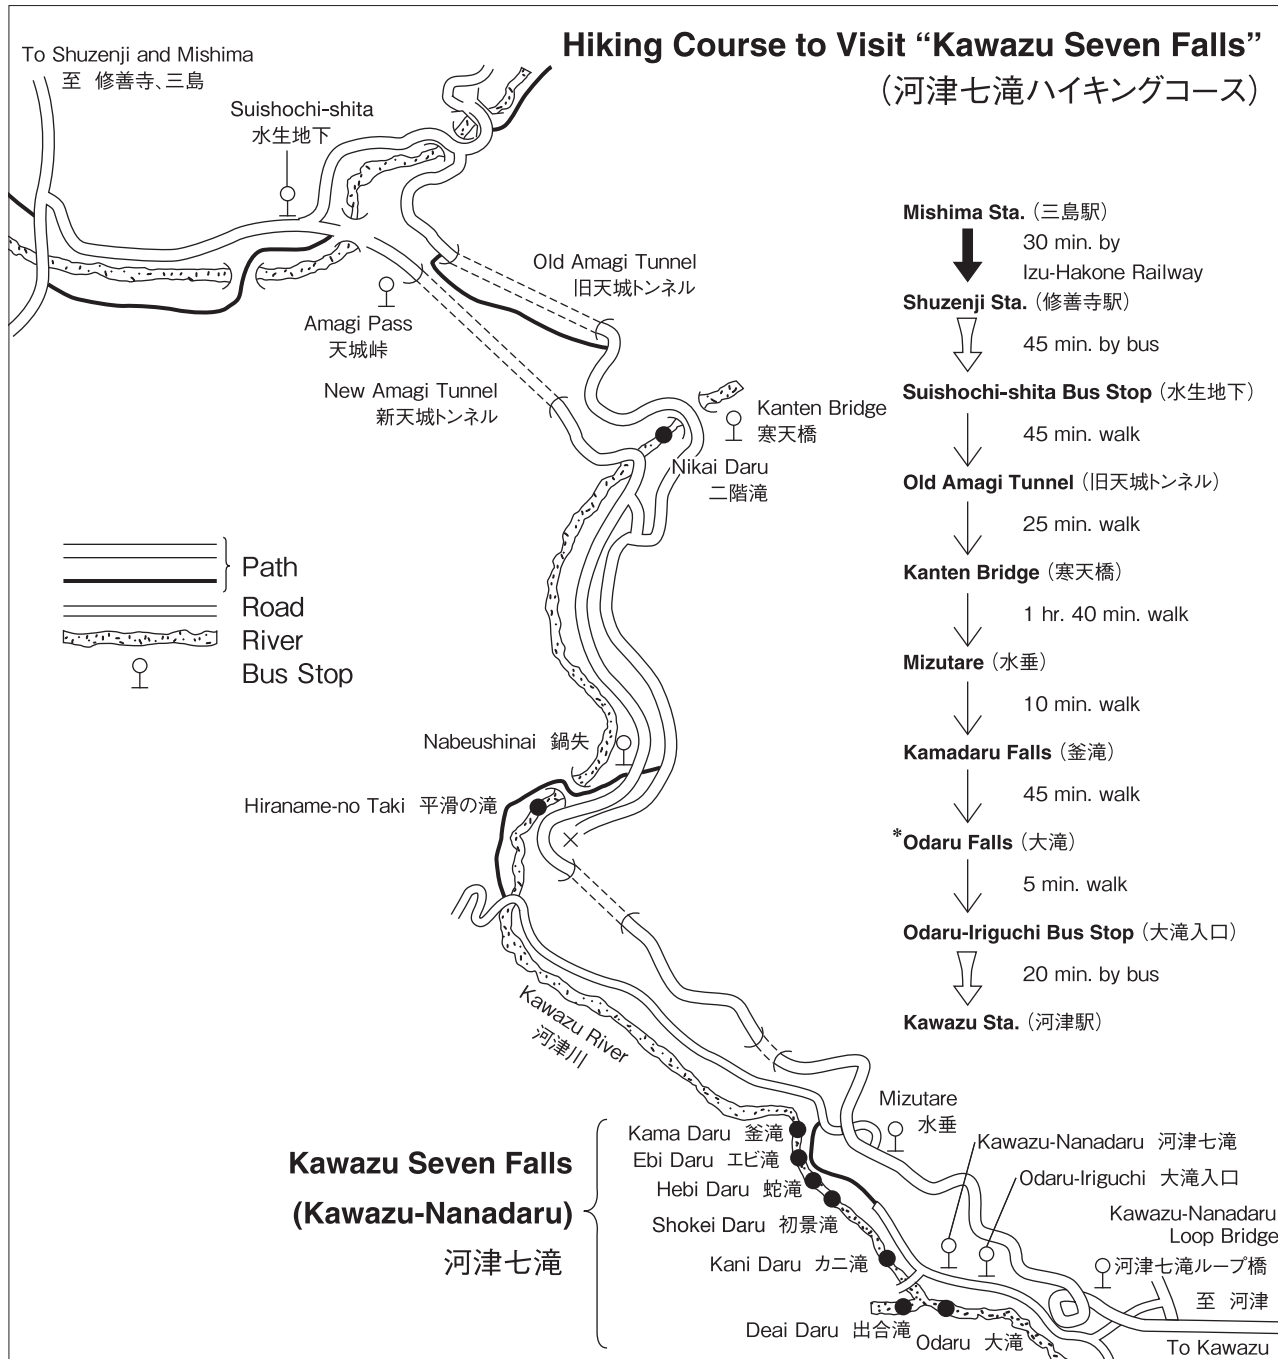 Hiking Course to Visit “Kawazu Seven Falls”
（河津七滝ハイキングコース）
To Shuzenji and Mishima
至 修善寺、三島
Suishochi-shita
水生地下
Old Amagi Tunnel
旧天城トンネル
Amagi Pass
天城峠
New Amagi Tunnel
新天城トンネル
Kanten Bridge
寒天橋
Nikai Daru
二階滝
Path
Road
River
Bus Stop
Nabeushinai 鍋失
Hiraname-no Taki 平滑の滝
Kawazu River
河津川
Mishima Sta.（三島駅）
30 min. by
Izu-Hakone Railway
Shuzenji Sta.（修善寺駅）
45 min. by bus
Suishochi-shita Bus Stop（水生地下）
45 min. walk
Old Amagi Tunnel（旧天城トンネル）
25 min. walk
Kanten Bridge（寒天橋）
1 hr. 40 min. walk
Mizutare（水垂）
10 min. walk
Kamadaru Falls（釜滝）
45 min. walk
*Odaru Falls（大滝）
5 min. walk
Odaru-Iriguchi Bus Stop（大滝入口）
20 min. by bus
Kawazu Sta.（河津駅）
Mizutare
水垂
Kawazu-Nanadaru 河津七滝
Odaru-Iriguchi 大滝入口
Kawazu-Nanadaru
Loop Bridge
河津七滝ループ橋
至 河津
To Kawazu
Kawazu Seven Falls
(Kawazu-Nanadaru)
河津七滝
Kama Daru 釜滝
Ebi Daru エビ滝
Hebi Daru 蛇滝
Shokei Daru 初景滝
Kani Daru カニ滝
Deai Daru 出合滝
Odaru 大滝